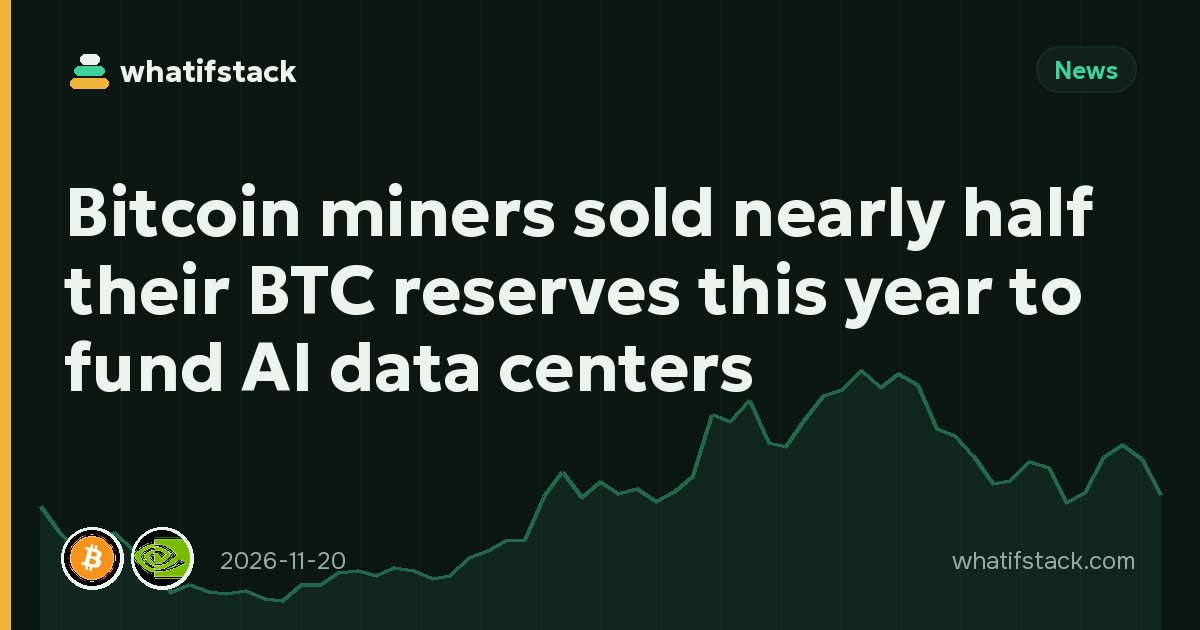 whatifstack
News
Bitcoin miners sold nearly half
their BTC reserves this year to
fund AI data centers
2026-11-20
whatifstack.com